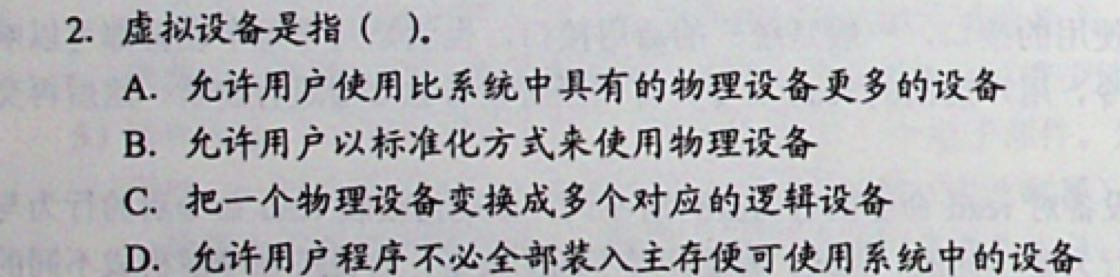 2. 虚拟设备是指（ ）。
A. 允许用户使用比系统中具有的物理设备更多的设备
B. 允许用户以标准化方式来使用物理设备
C. 把一个物理设备变换成多个对应的逻辑设备
D. 允许用户程序不必全部装入主存便可使用系统中的设备